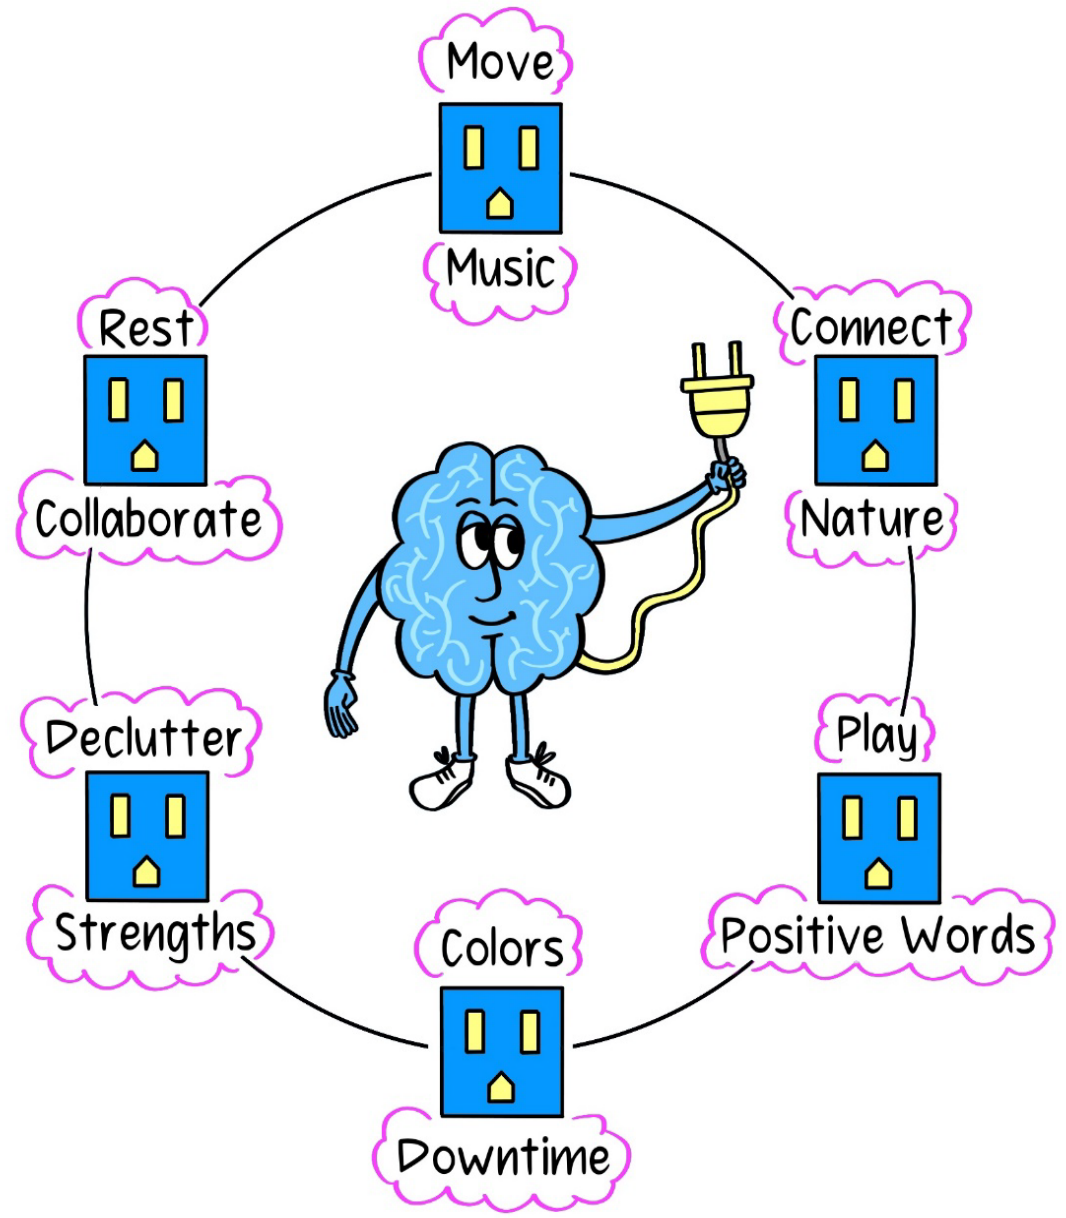 Move
Music
Rest
Connect
Collaborate
Nature
Declutter
Play
Strengths
Positive Words
Colors
Downtime